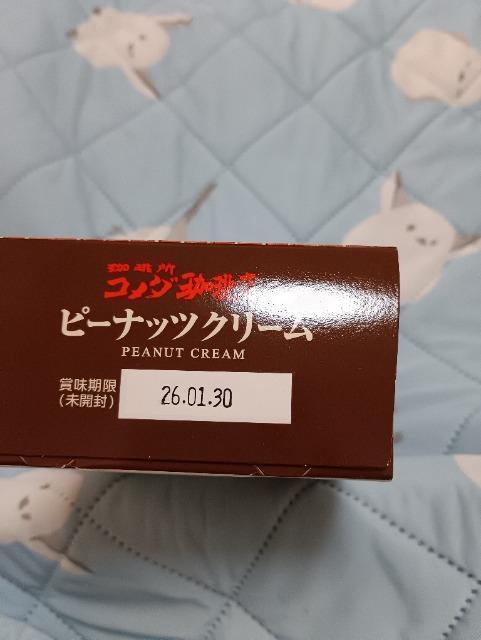 珈琲所
コメダ珈琲店
ピーナッツクリーム
PEANUT CREAM
賞味期限
(未開封)
26.01.30